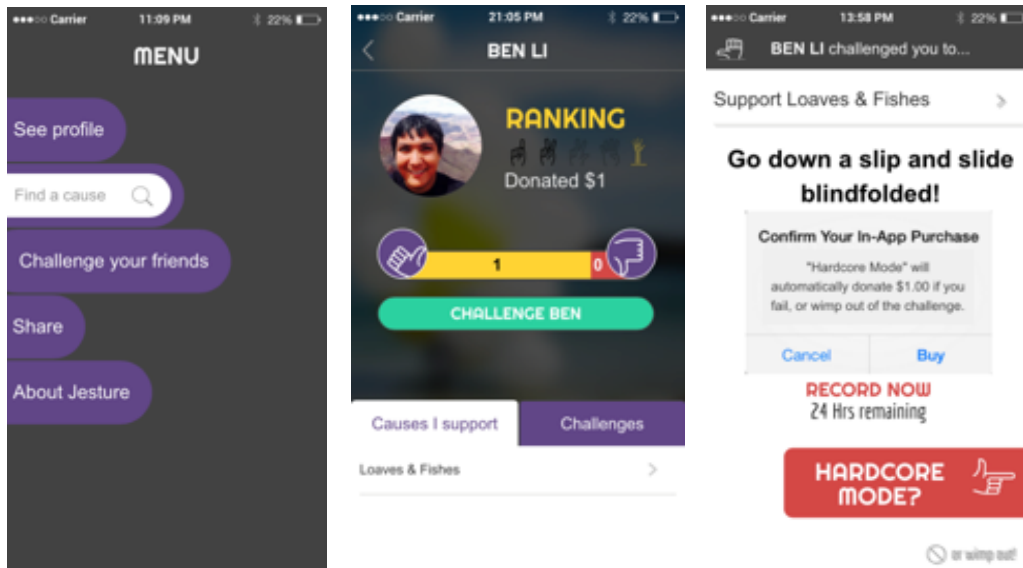 Carrier 11:09 PM 22%
MENU
See profile
Find a cause
Challenge your friends
Share
About Jesture
Carrier 21:05 PM 22%
BEN LI
RANKING
Donated $1
1 0
CHALLENGE BEN
Causes I support Challenges
Loaves & Fishes
Carrier 13:58 PM 22%
BEN LI challenged you to...
Support Loaves & Fishes
Go down a slip and slide
blindfolded!
Confirm Your In-App Purchase
"Hardcore Mode" will
automatically donate $1.00 if you
fail, or wimp out of the challenge.
Cancel Buy
RECORD NOW
24 Hrs remaining
HARDCORE
MODE?
or wimp out!